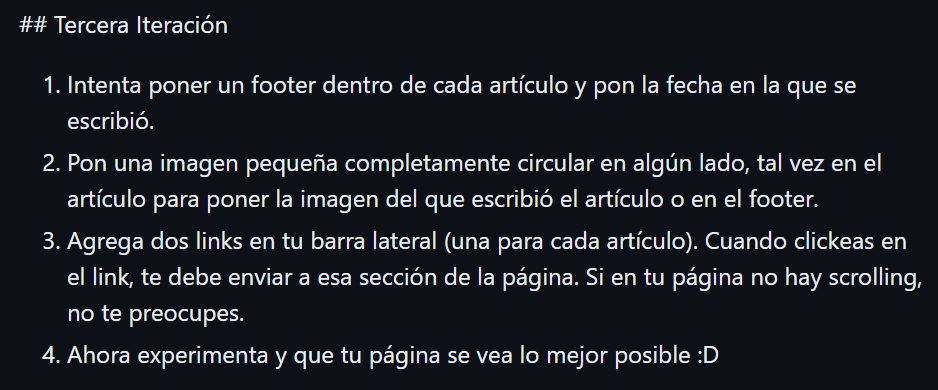 ## Tercera Iteración
1. Intenta poner un footer dentro de cada artículo y pon la fecha en la que se
escribió.
2. Pon una imagen pequeña completamente circular en algún lado, tal vez en el
artículo para poner la imagen del que escribió el artículo o en el footer.
3. Agrega dos links en tu barra lateral (una para cada artículo). Cuando clickeas en
el link, te debe enviar a esa sección de la página. Si en tu página no hay scrolling,
no te preocupes.
4. Ahora experimenta y que tu página se vea lo mejor posible :D